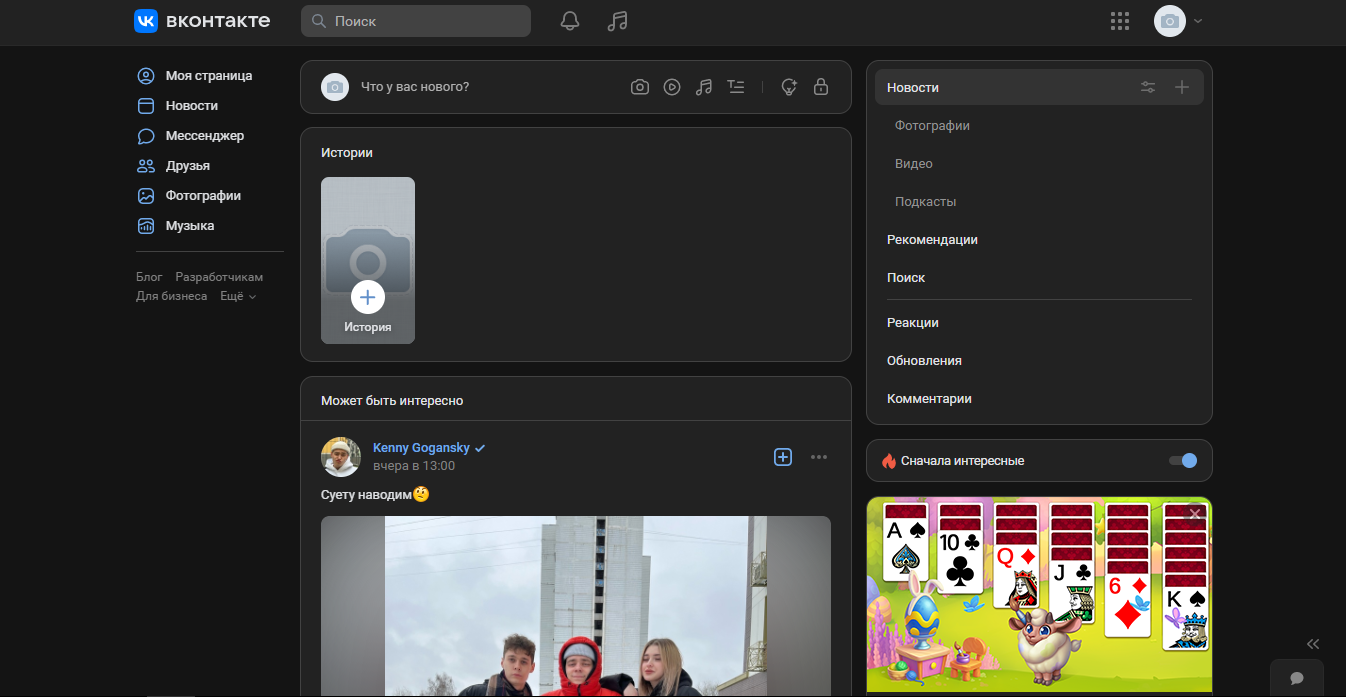 вконтакте
Поиск
Моя страница
Новости
Мессенджер
Друзья
Фотографии
Музыка
Блог Разработчикам
Для бизнеса Ещё
Что у вас нового?
Истории
История
Может быть интересно
Kenny Gogansky
вчера в 13:00
Суету наводим🤨
Новости
Фотографии
Видео
Подкасты
Рекомендации
Поиск
Реакции
Обновления
Комментарии
Сначала интересные
A 10 Q J 6 K